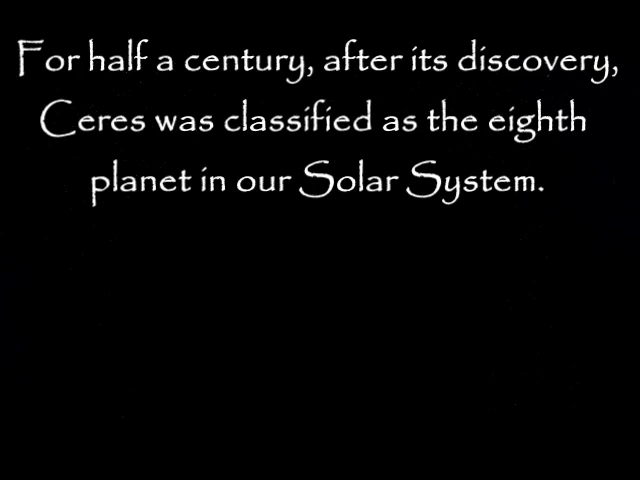 For half a century, after its discovery,
Ceres was classified as the eighth
planet in our Solar System.